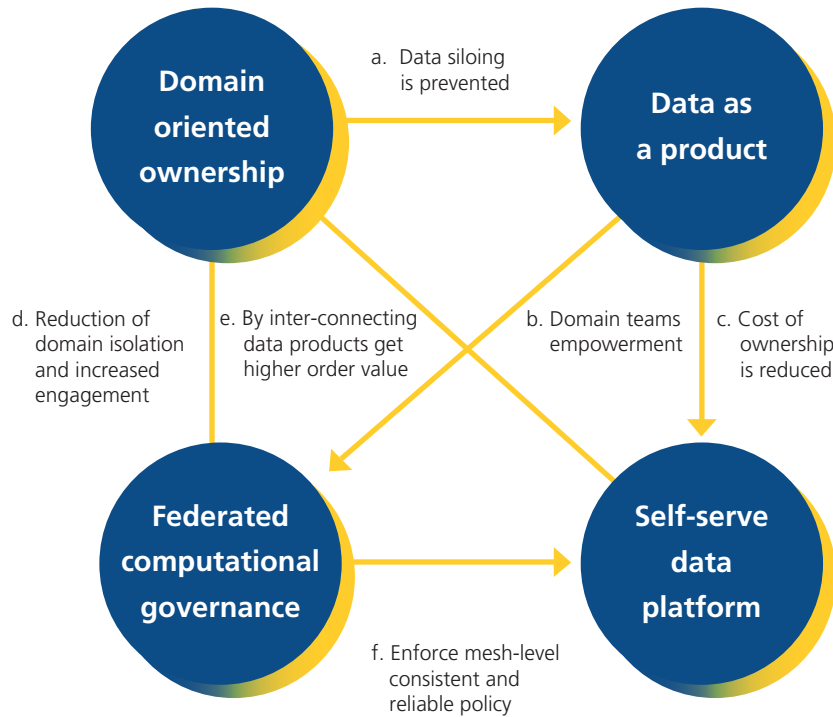 Domain
oriented
ownership
a. Data siloing
is prevented
Data as
a product
d. Reduction of
domain isolation
and increased
engagement
e. By inter-connecting
data products get
higher order value
b. Domain teams
empowerment
c. Cost of
ownership
is reduced
Federated
computational
governance
Self-serve
data
platform
f. Enforce mesh-level
consistent and
reliable policy